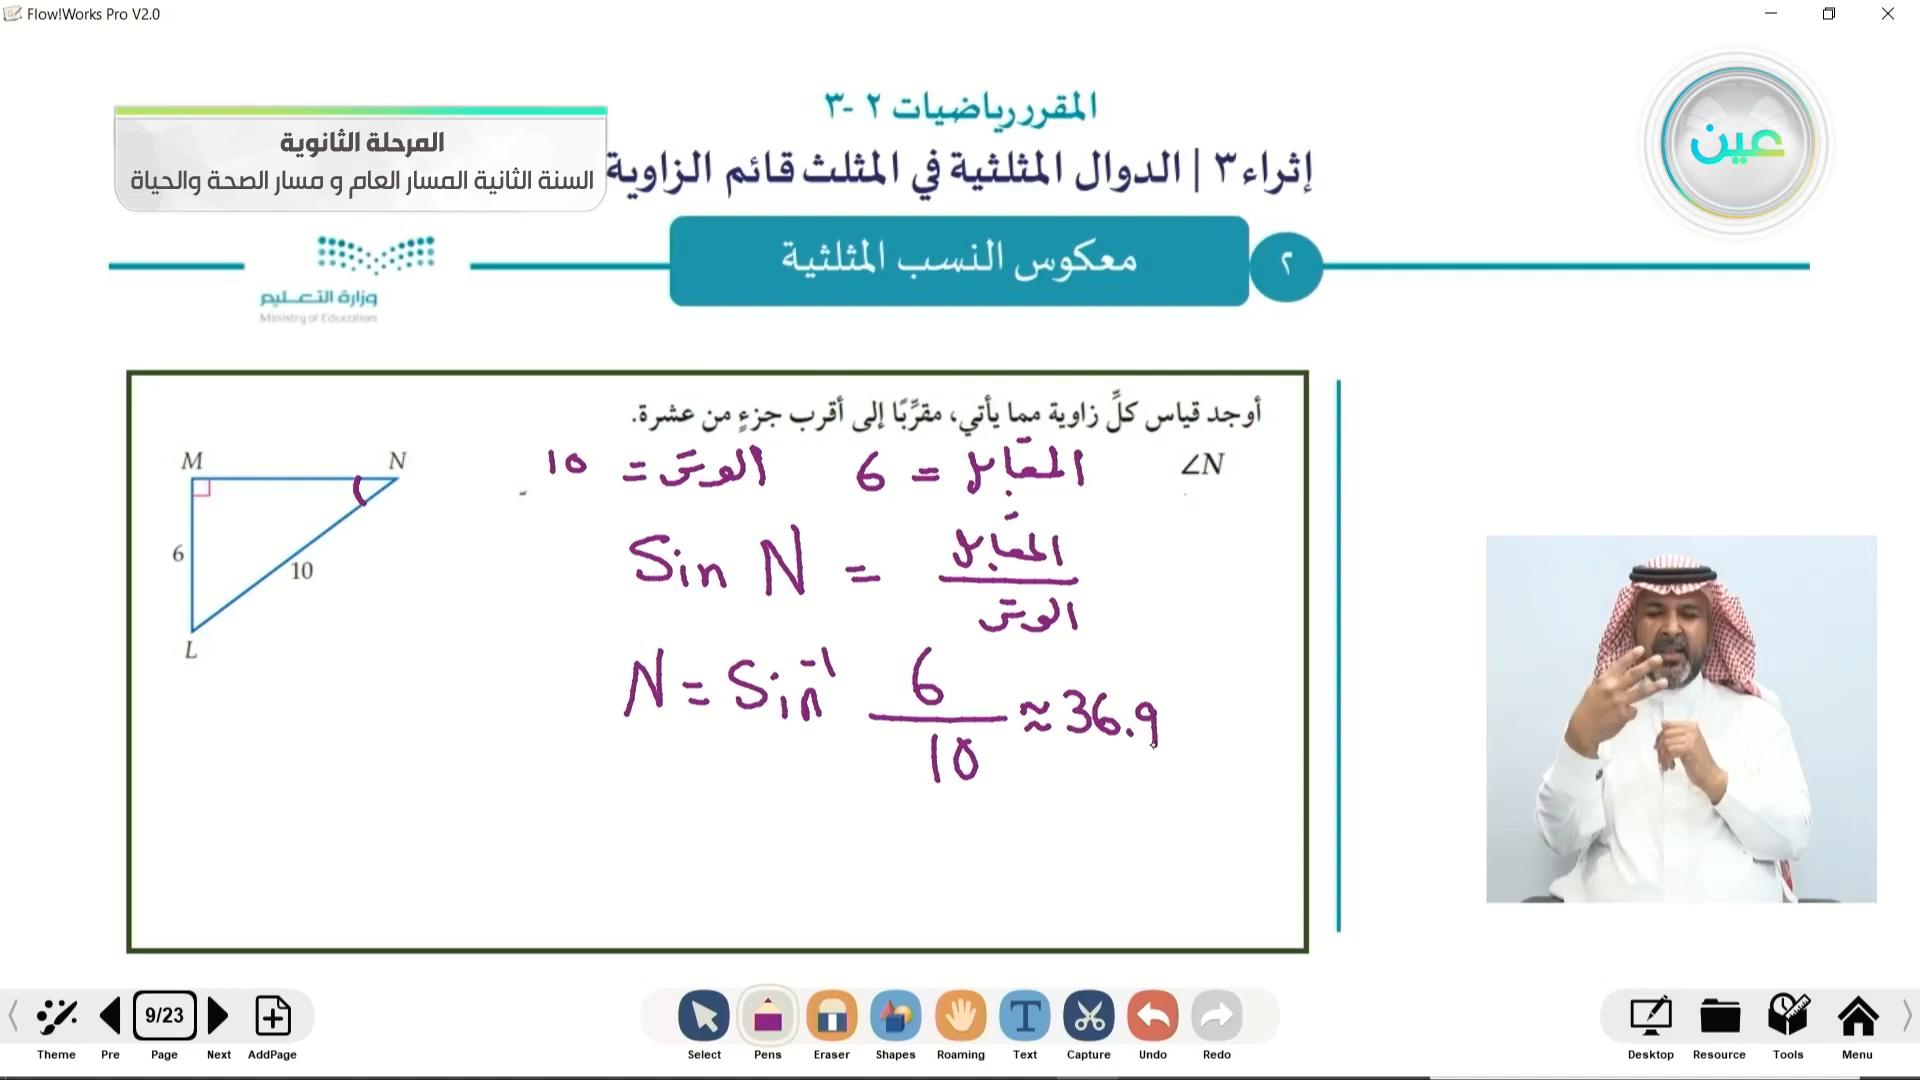 Flow!Works Pro V2.0
المقرر رياضيات ٢ -٣
عين
المرحلة الثانوية
السنة الثانية المسار العام و مسار الصحة والحياة
إثراء ٣ | الدوال المثلثية في المثلث قائم الزاوية
٢
معكوس النسب المثلثية
وزارة التعليم
Ministry of Education
أوجد قياس كلِّ زاوية مما يأتي، مقرِّبًا إلى أقرب جزءٍ من عشرة.
∠N
المقابل = 6 الوتر = 10
M
N
6
10
L
Sin N = المقابل / الوتر
N = Sin⁻¹ 6/10 ≈ 36.9
9/23
Theme
Pre
Page
Next
AddPage
Select
Pens
Eraser
Shapes
Roaming
Text
Capture
Undo
Redo
Desktop
Resource
Tools
Menu